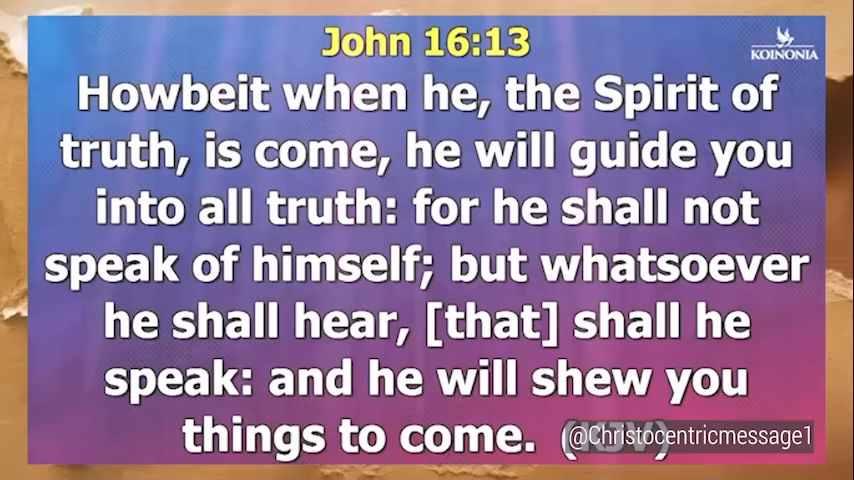 John 16:13
KOINONIA
Howbeit when he, the Spirit of
truth, is come, he will guide you
into all truth: for he shall not
speak of himself; but whatsoever
he shall hear, [that] shall he
speak: and he will shew you
things to come. (KJV)
@Christocentricmessage1